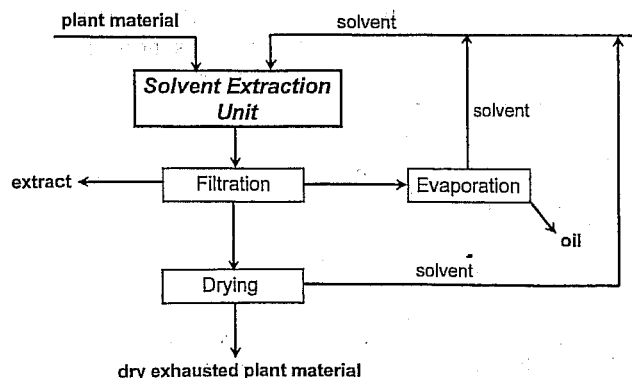 plant material
solvent
Solvent Extraction
Unit
solvent
extract
Filtration
Evaporation
oil
solvent
Drying
dry exhausted plant material